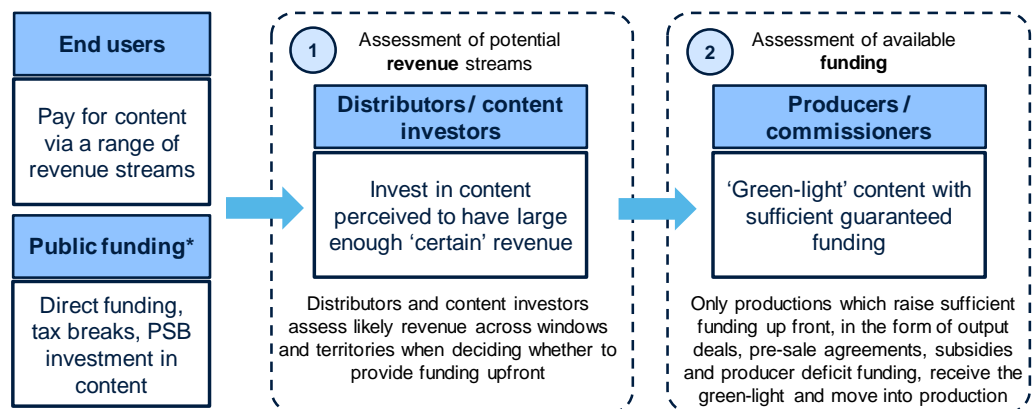 End users
Pay for content
via a range of
revenue streams
Public funding*
Direct funding,
tax breaks, PSB
investment in
content
1
Assessment of potential
revenue streams
Distributors / content
investors
Invest in content
perceived to have large
enough ‘certain’ revenue
Distributors and content investors
assess likely revenue across windows
and territories when deciding whether to
provide funding upfront
2
Assessment of available
funding
Producers /
commissioners
‘Green-light’ content with
sufficient guaranteed
funding
Only productions which raise sufficient
funding up front, in the form of output
deals, pre-sale agreements, subsidies
and producer deficit funding, receive the
green-light and move into production